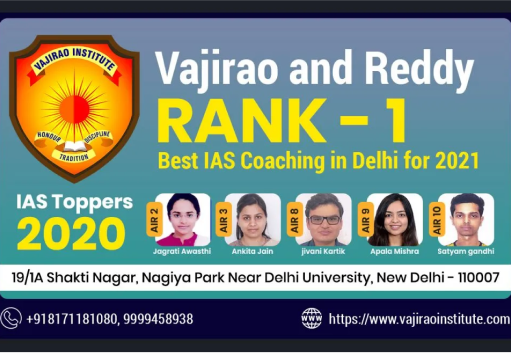 VAJIRAO INSTITUTE
HONOUR DISCIPLINE
TRADITION
Vajirao and Reddy
RANK - 1
Best IAS Coaching in Delhi for 2021
IAS Toppers
2020
AIR 2
Jagrati Awasthi
AIR 3
Ankita Jain
AIR 8
jivani Kartik
AIR 9
Apala Mishra
AIR 10
Satyam gandhi
19/1A Shakti Nagar, Nagiya Park Near Delhi University, New Delhi - 110007
+918171181080, 9999458938
www
https://www.vajiraoinstitute.com/